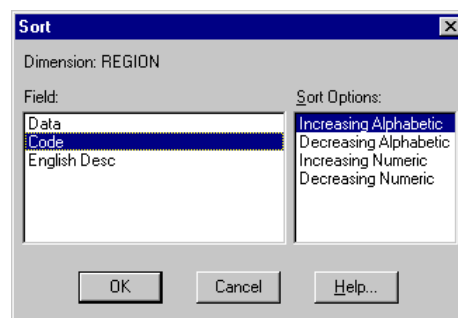 Sort
Dimension: REGION
Field:
Data
Code
English Desc
Sort Options:
Increasing Alphabetic
Decreasing Alphabetic
Increasing Numeric
Decreasing Numeric
OK
Cancel
Help...